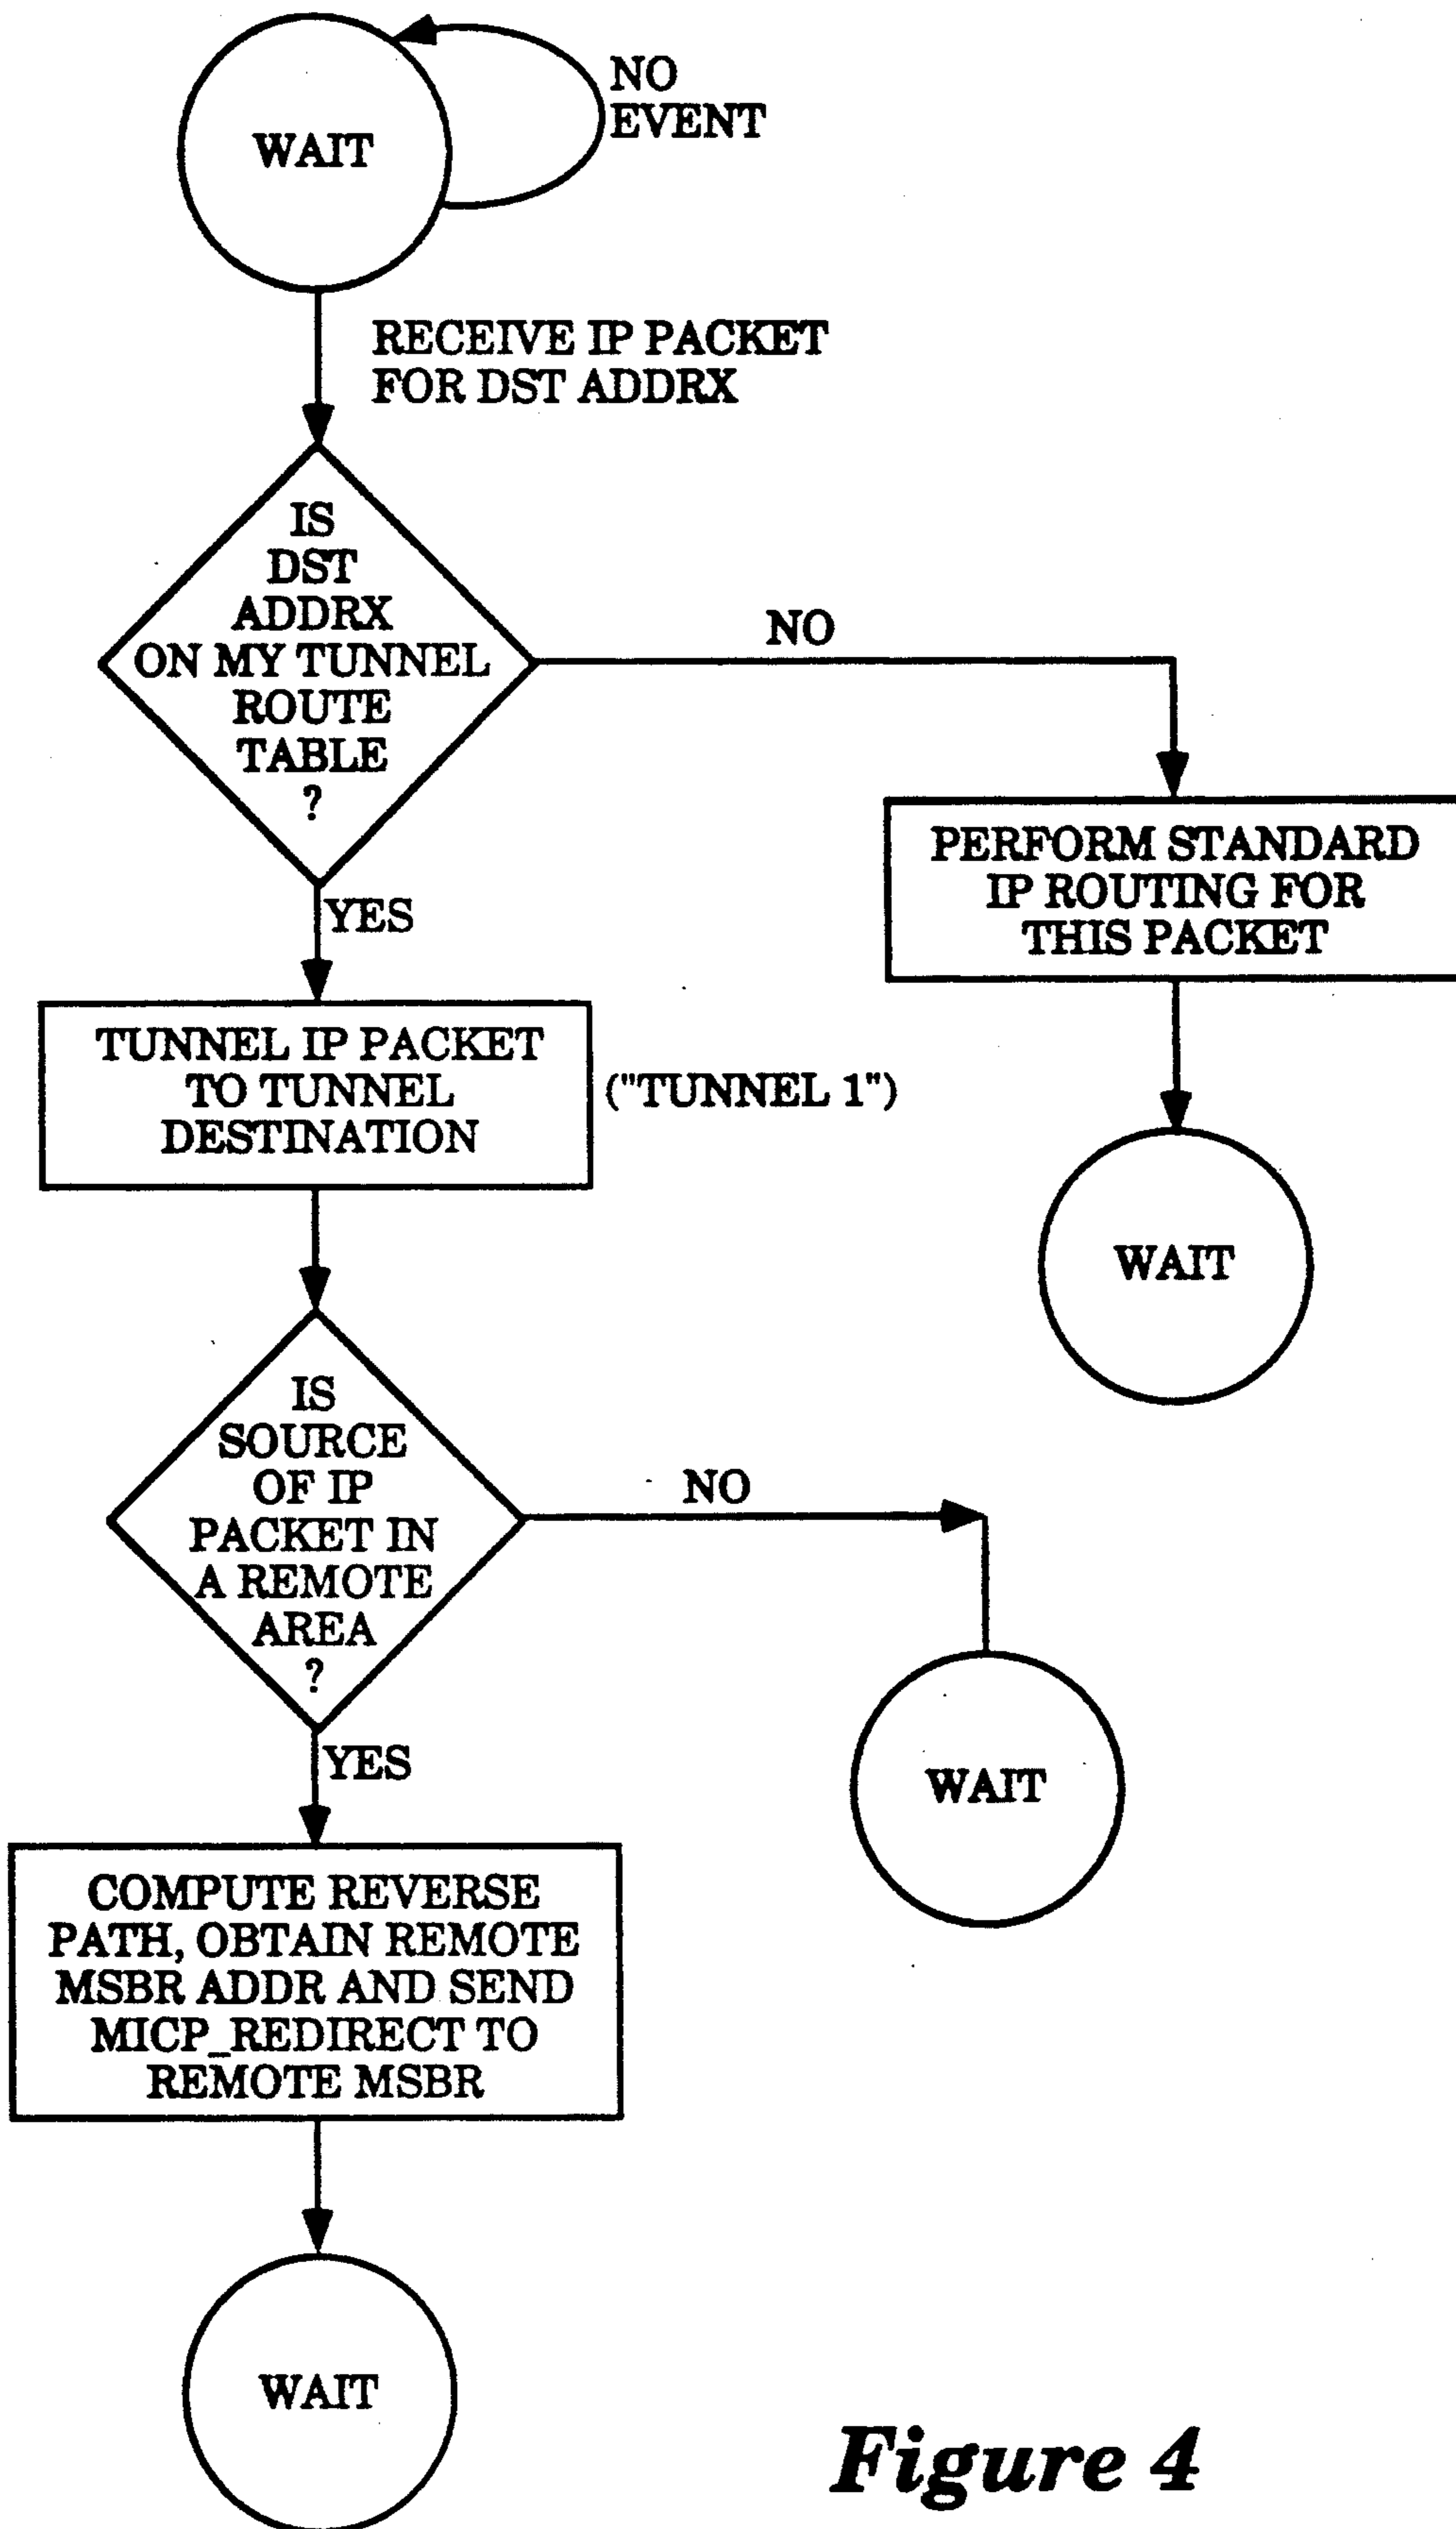 WAIT
NO
EVENT
RECEIVE IP PACKET
FOR DST ADDRX
IS
DST
ADDRX
ON MY TUNNEL
ROUTE
TABLE
?
NO
YES
PERFORM STANDARD
IP ROUTING FOR
THIS PACKET
TUNNEL IP PACKET
TO TUNNEL
DESTINATION
("TUNNEL 1")
WAIT
IS
SOURCE
OF IP
PACKET IN
A REMOTE
AREA
?
NO
YES
WAIT
COMPUTE REVERSE
PATH, OBTAIN REMOTE
MSBR ADDR AND SEND
MICP_REDIRECT TO
REMOTE MSBR
WAIT
Figure 4